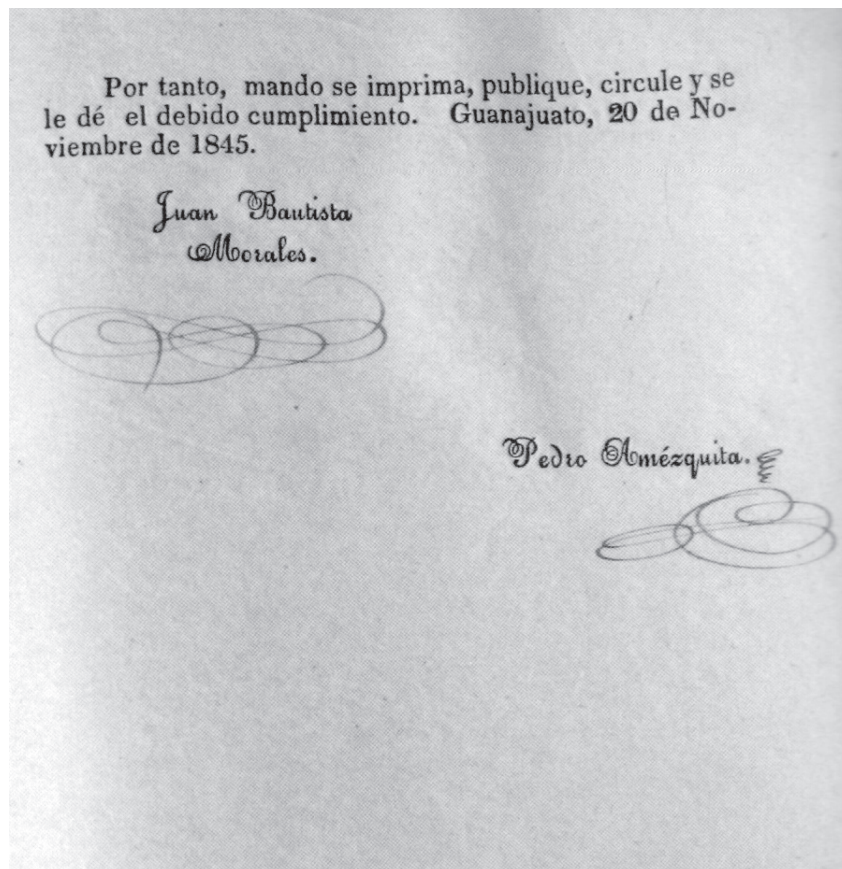 Por tanto, mando se imprima, publique, circule y se
le dé el debido cumplimiento. Guanajuato, 20 de No-
viembre de 1845.
Juan Bautista
Morales.
Pedro Amézquita.